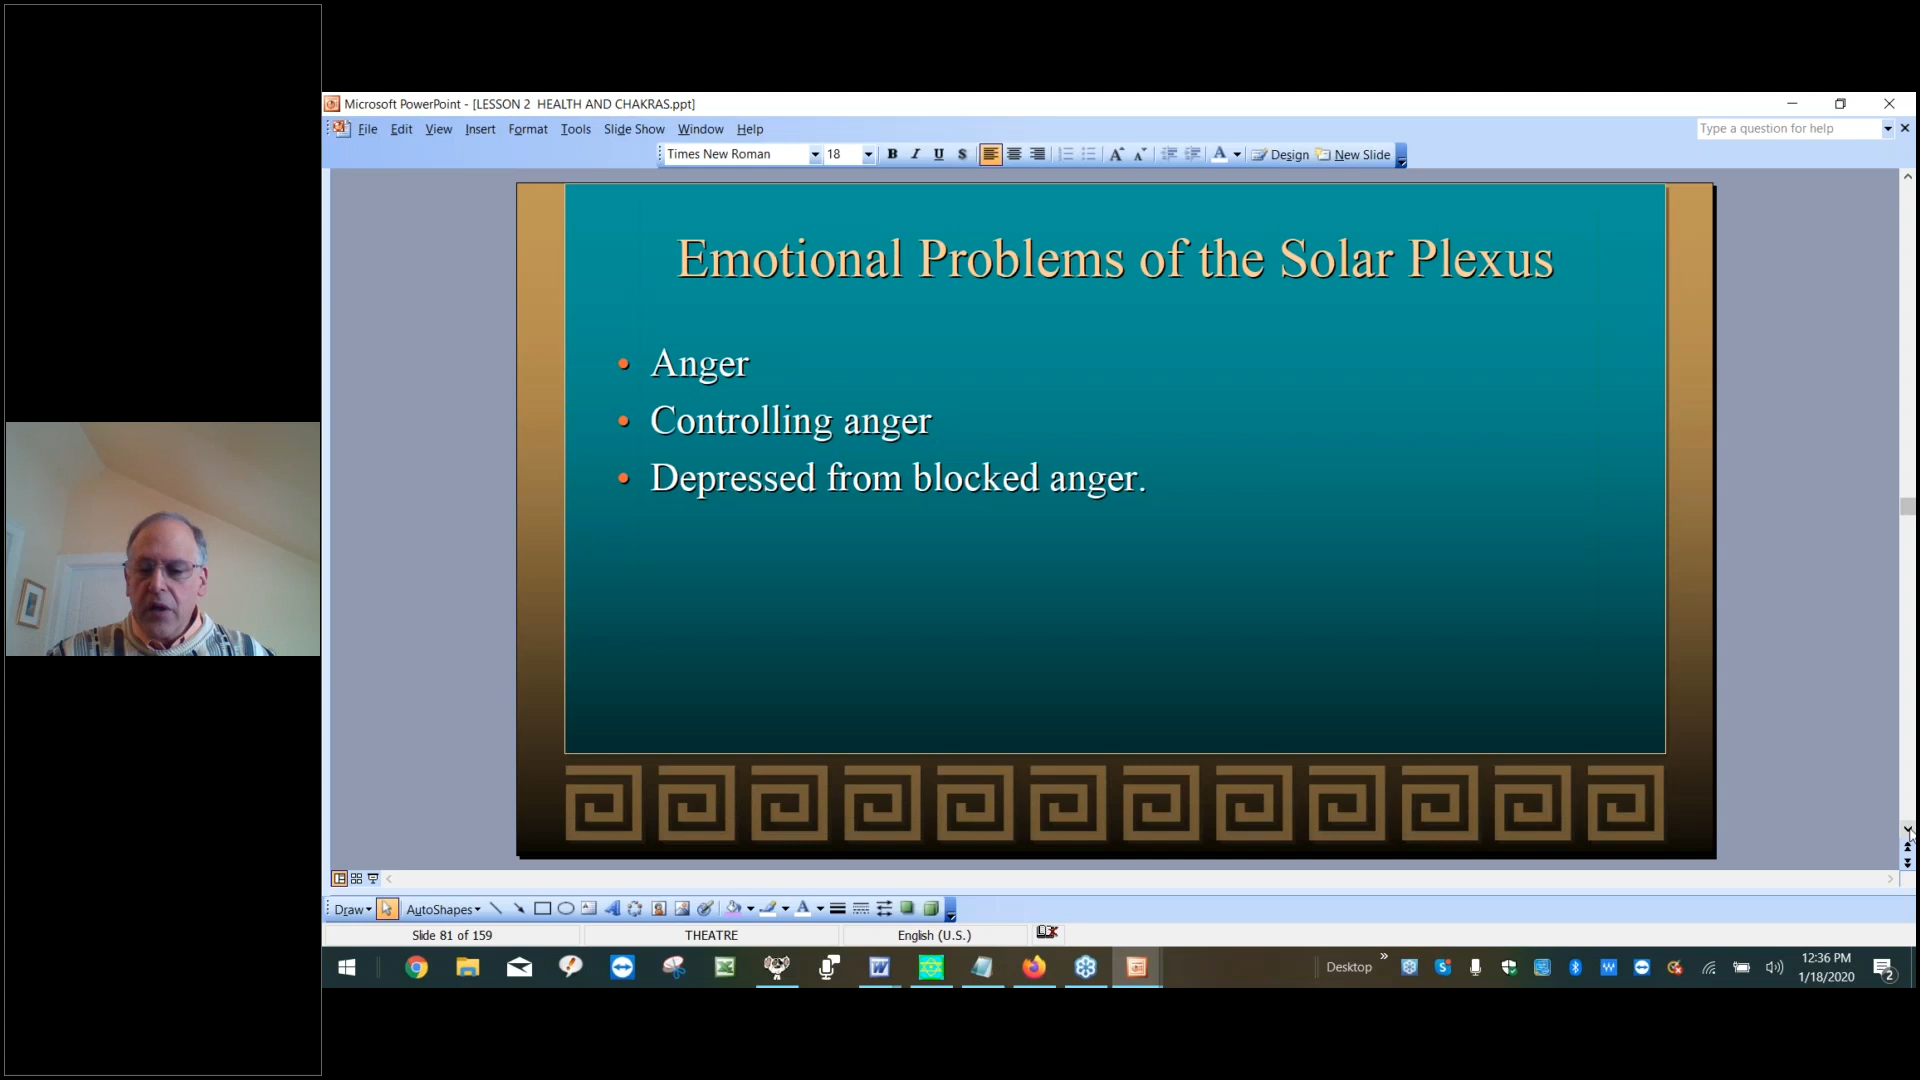 Microsoft PowerPoint - [LESSON 2  HEALTH AND CHAKRAS.ppt]
File Edit View Insert Format Tools Slide Show Window Help
Type a question for help
Times New Roman 18 B I U S A A A Design New Slide
Emotional Problems of the Solar Plexus
• Anger
• Controlling anger
• Depressed from blocked anger.
Draw AutoShapes A
Slide 81 of 159 THEATRE English (U.S.)
Desktop
12:36 PM
1/18/2020
2